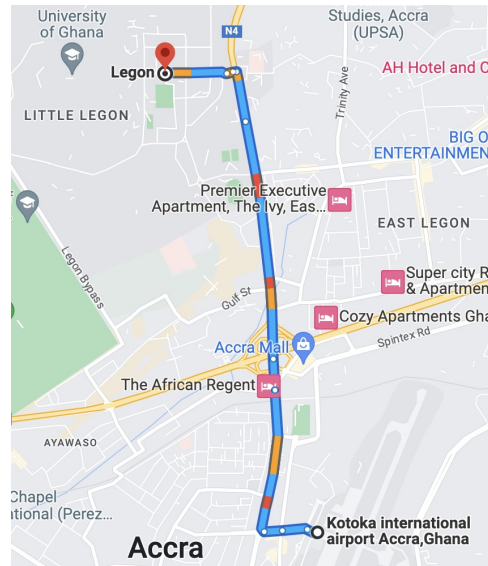 University
of Ghana
Studies, Accra
(UPSA)
N4
Legon
AH Hotel and C
Trinity Ave
LITTLE LEGON
BIG O
ENTERTAINMEN
Premier Executive
Apartment, The Ivy, Eas...
EAST LEGON
Legon Bypass
Super city R
& Apartmen
Gulf St
Cozy Apartments Gha
Accra Mall
Spintex Rd
The African Regent
AYAWASO
Chapel
ational (Perez...
Kotoka international
airport Accra,Ghana
Accra